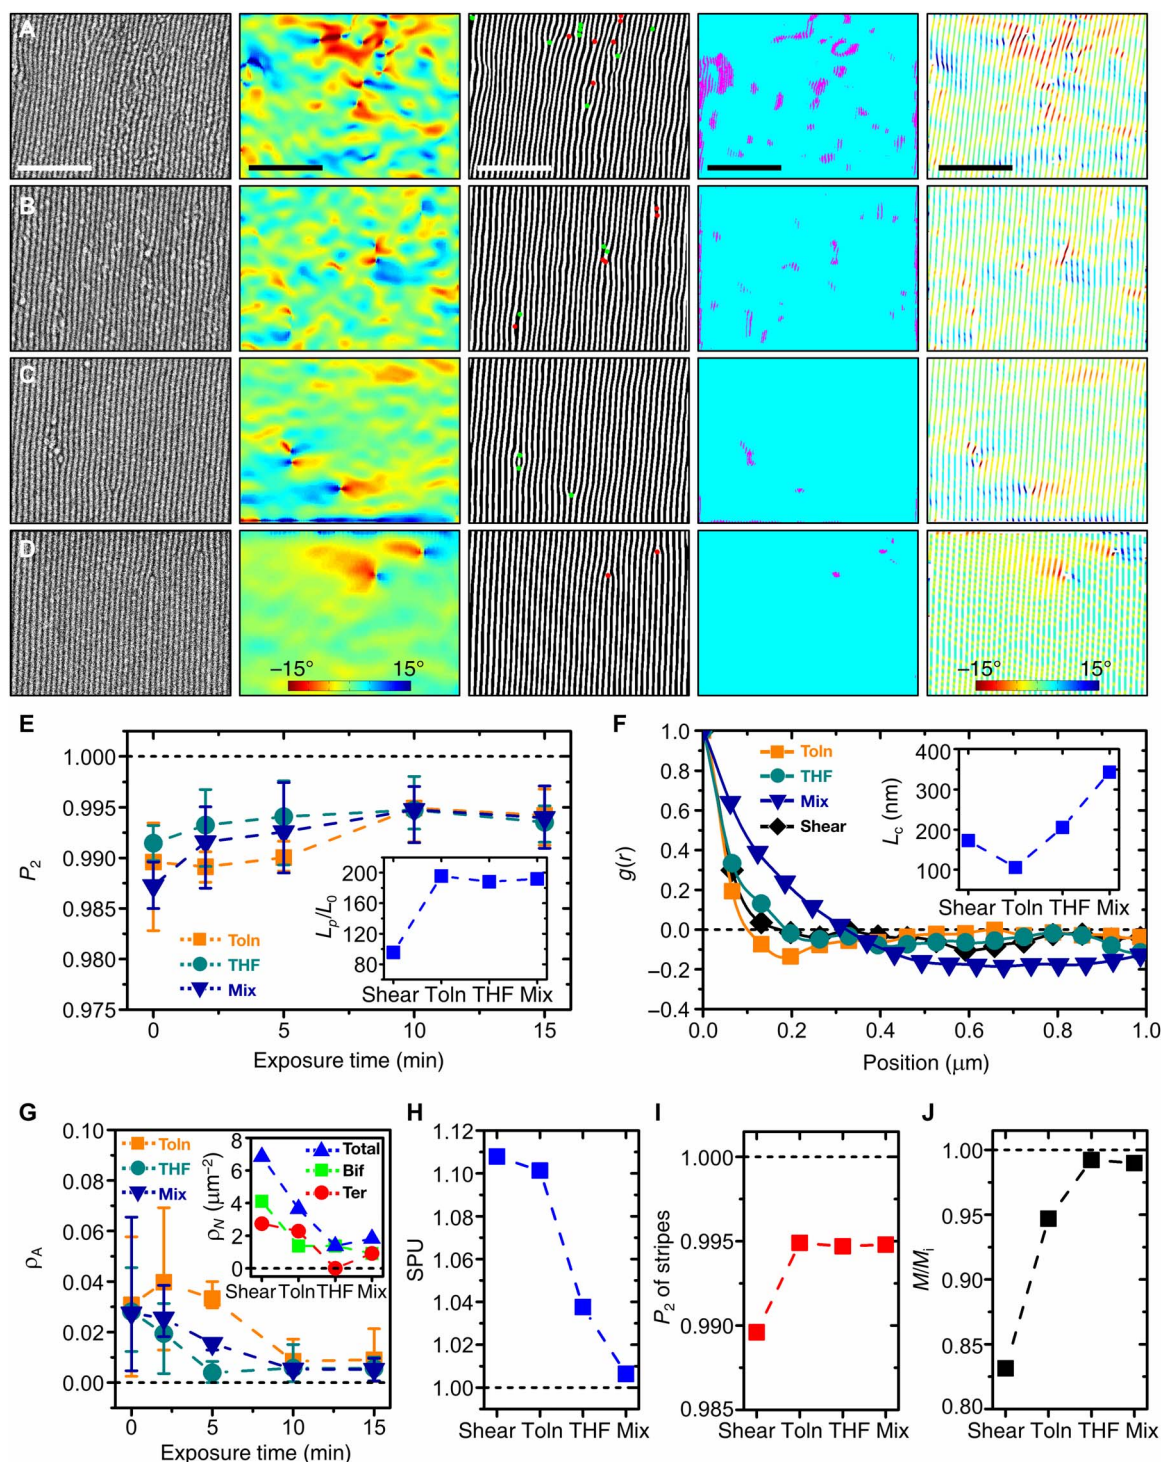 A
B
C
D
−15° 15°
−15° 15°
E
1.000
0.995
0.990
0.985
0.980
0.975
P2
0 5 10 15
Exposure time (min)
Toln
THF
Mix
200
160
120
80
Lp/L0
Shear Toln THF Mix
F
1.0
0.8
0.6
0.4
0.2
0.0
−0.2
−0.4
g(r)
0.0 0.2 0.4 0.6 0.8 1.0
Position (μm)
Toln
THF
Mix
Shear
400
300
200
100
Lc (nm)
Shear Toln THF Mix
G
0.10
0.08
0.06
0.04
0.02
0.00
ρA
0 5 10 15
Exposure time (min)
Toln
THF
Mix
8
6
4
2
0
ρN (μm−2)
Total
Bif
Ter
Shear Toln THF Mix
H
1.12
1.10
1.08
1.06
1.04
1.02
1.00
SPU
Shear Toln THF Mix
I
1.000
0.995
0.990
0.985
P2 of stripes
Shear Toln THF Mix
J
1.00
0.95
0.90
0.85
0.80
M/Mi
Shear Toln THF Mix